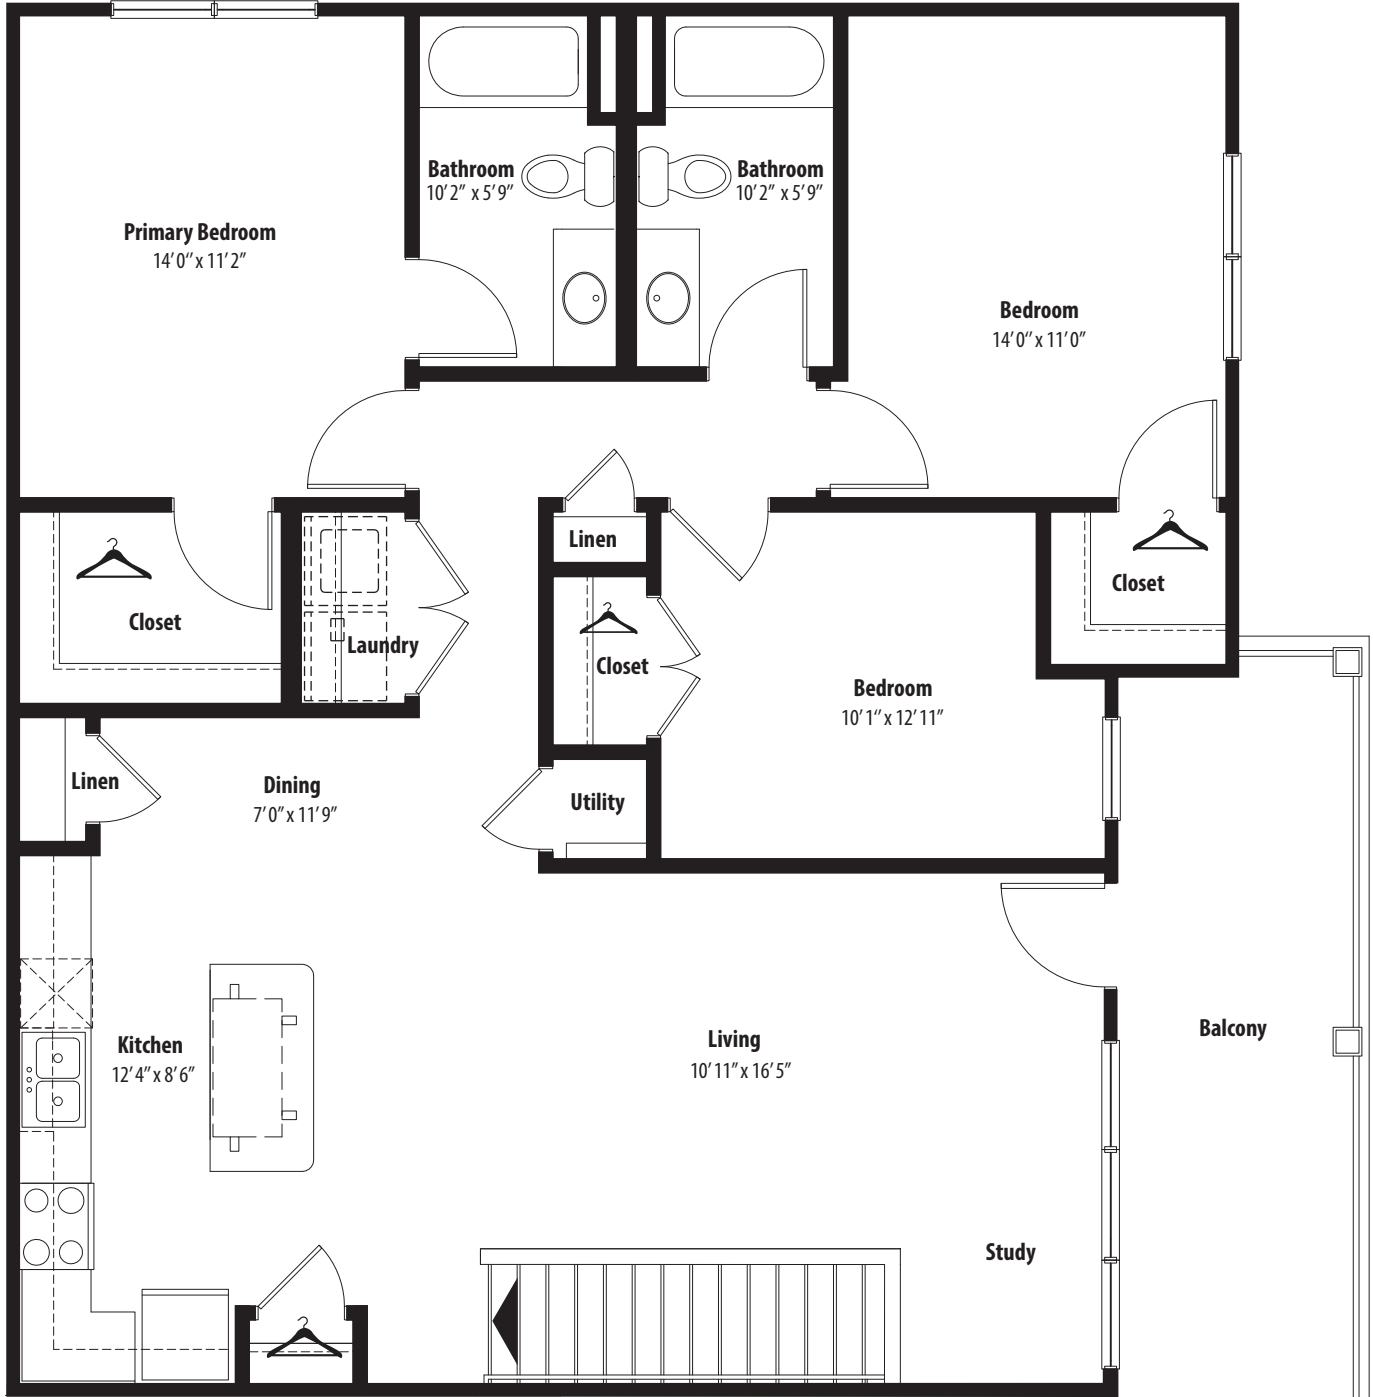 Bathroom
10'2" x 5'9"
Bathroom
10'2" x 5'9"
Primary Bedroom
14'0" x 11'2"
Bedroom
14'0" x 11'0"
Linen
Closet
Closet
Laundry
Closet
Bedroom
10'1" x 12'11"
Linen
Dining
7'0" x 11'9"
Utility
Kitchen
12'4" x 8'6"
Living
10'11" x 16'5"
Balcony
Study